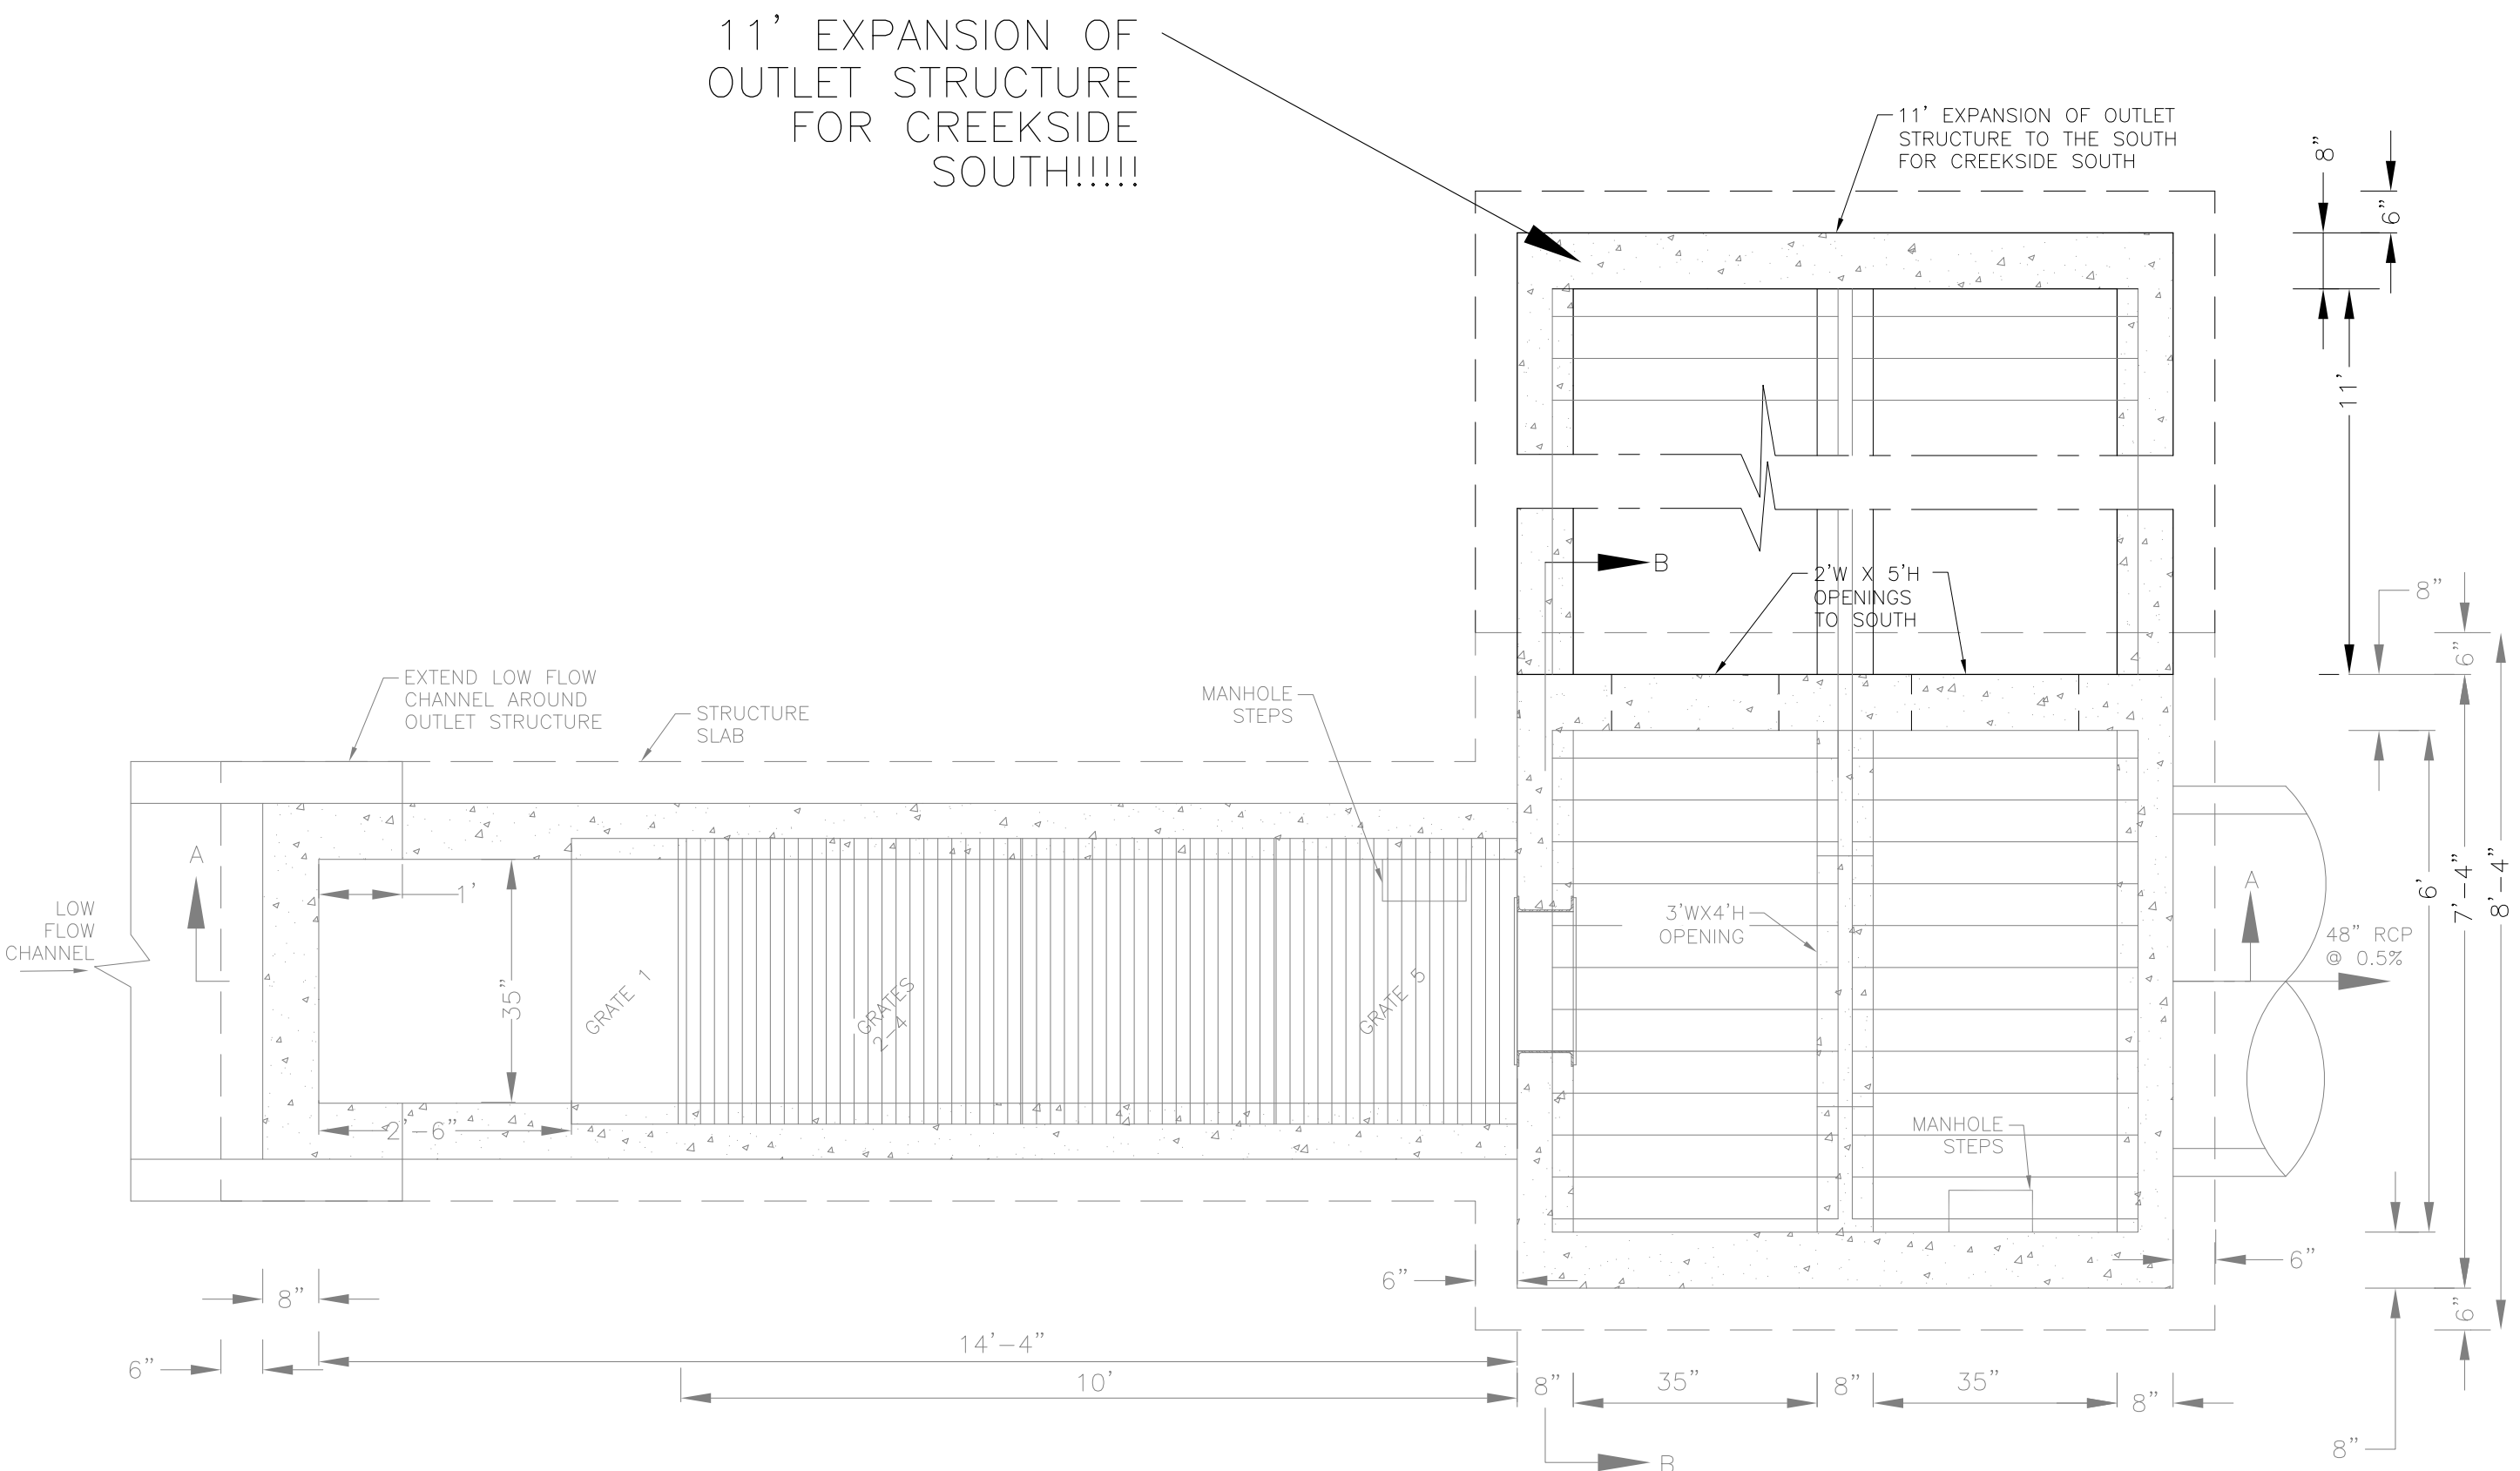 11' EXPANSION OF
OUTLET STRUCTURE
FOR CREEKSIDE
SOUTH!!!!!
11' EXPANSION OF OUTLET
STRUCTURE TO THE SOUTH
FOR CREEKSIDE SOUTH
8"
6"
11'
B
2'W X 5'H
OPENINGS
TO SOUTH
8"
6"
EXTEND LOW FLOW
CHANNEL AROUND
OUTLET STRUCTURE
STRUCTURE
SLAB
MANHOLE
STEPS
A
1'
LOW
FLOW
CHANNEL
35"
GRATE 1
GRATES
2-4
GRATE 5
3'WX4'H
OPENING
A
48" RCP
@ 0.5%
6'
7'-4"
8'-4"
2'-6"
MANHOLE
STEPS
6"
6"
6"
8"
14'-4"
6"
10'
8"
35"
8"
35"
8"
8"
B